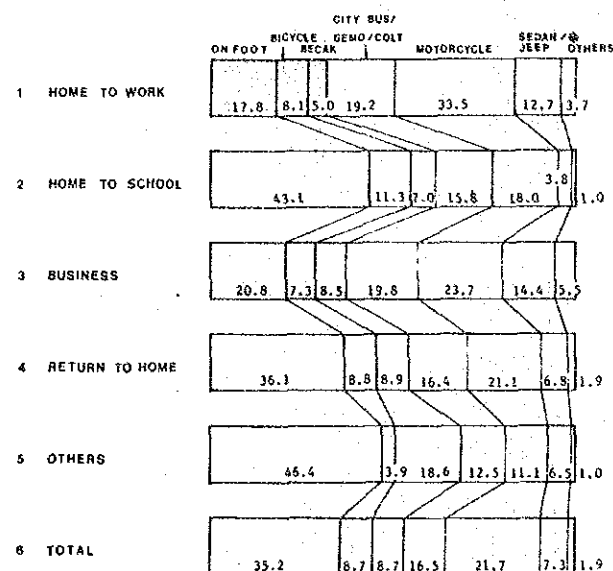 CITY BUS/
BICYCLE BEMO/COLT SEDAN/
ON FOOT BECAK MOTORCYCLE JEEP OTHERS
1 HOME TO WORK 17.8 8.1 5.0 19.2 33.5 12.7 3.7
2 HOME TO SCHOOL 43.1 11.3 7.0 15.8 18.0 3.8 1.0
3 BUSINESS 20.8 7.3 8.5 19.8 23.7 14.4 5.5
4 RETURN TO HOME 36.1 8.8 8.9 16.4 21.1 6.8 1.9
5 OTHERS 46.4 3.9 18.6 12.5 11.1 6.5 1.0
6 TOTAL 35.2 8.7 8.7 16.5 21.7 7.3 1.9